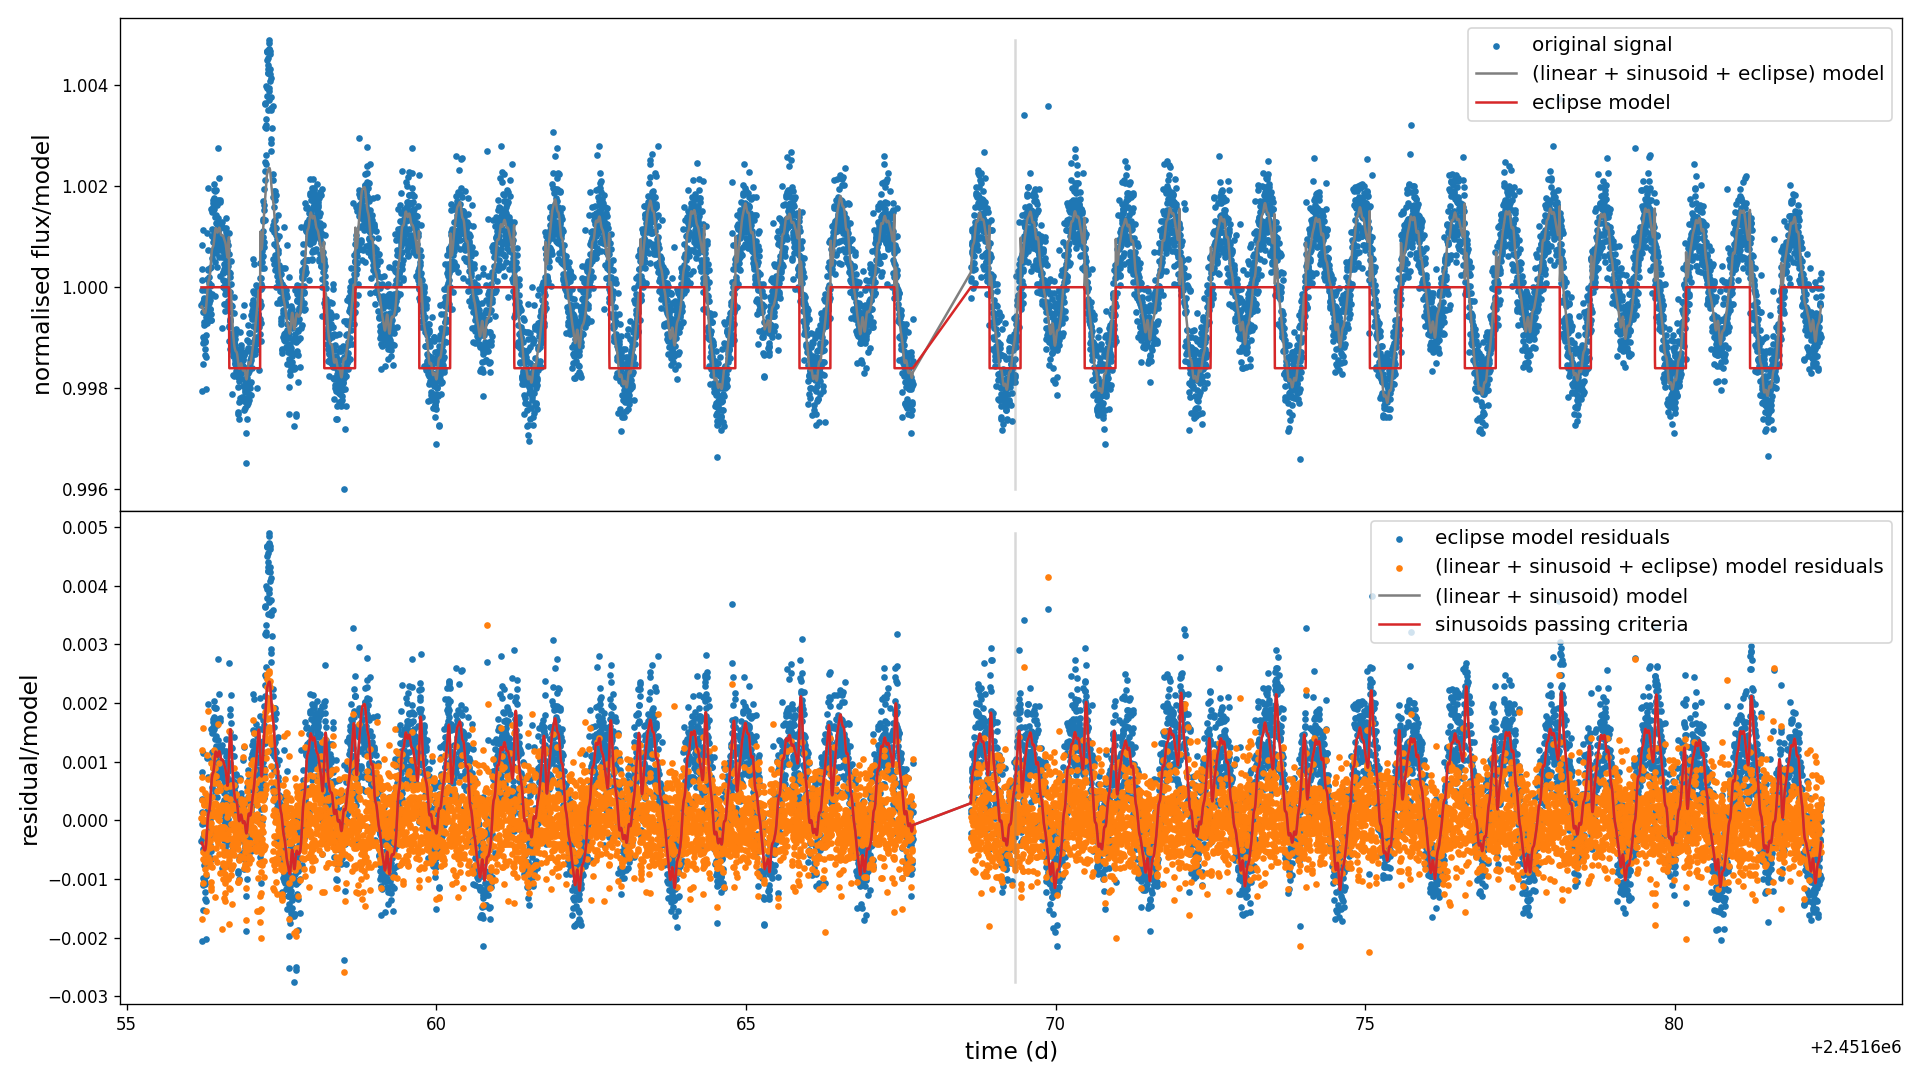 original signal
(linear + sinusoid + eclipse) model
eclipse model
1.004
1.002
1.000
0.998
0.996
normalised flux/model
eclipse model residuals
(linear + sinusoid + eclipse) model residuals
(linear + sinusoid) model
sinusoids passing criteria
0.005
0.004
0.003
0.002
0.001
0.000
−0.001
−0.002
−0.003
residual/model
55
60
65
70
75
80
+2.4516e6
time (d)